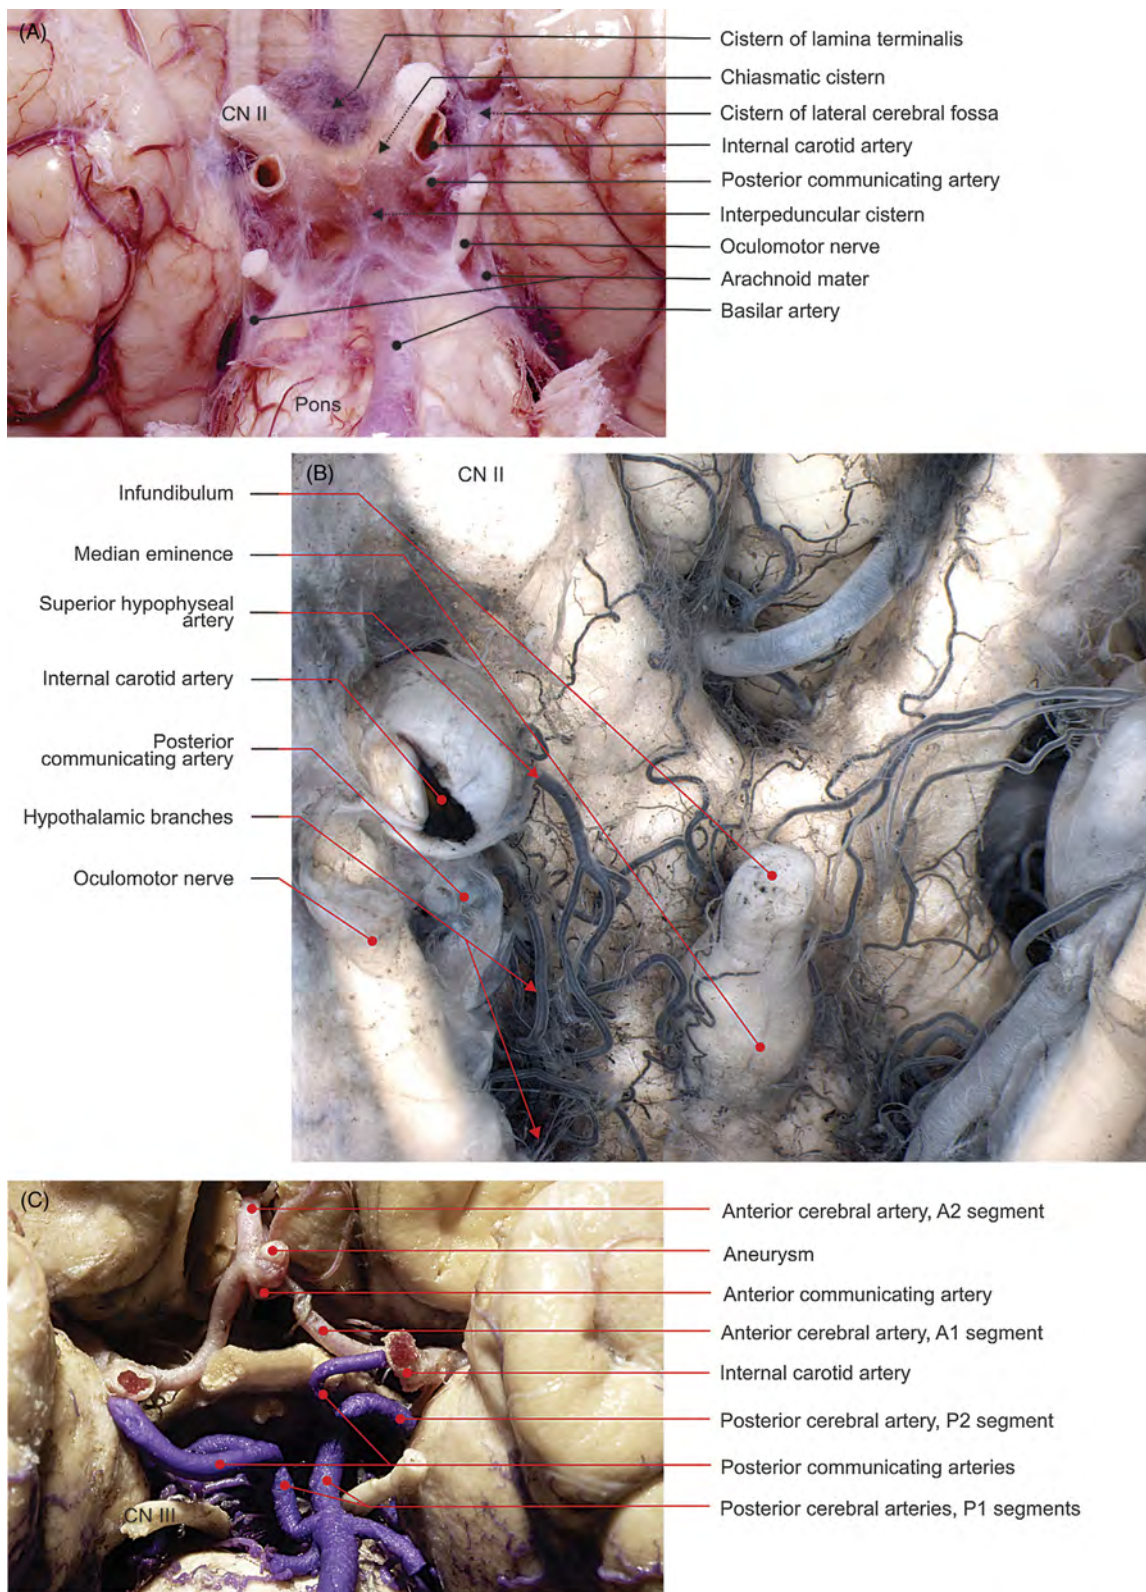 (A)
CN II
Pons
Cistern of lamina terminalis
Chiasmatic cistern
Cistern of lateral cerebral fossa
Internal carotid artery
Posterior communicating artery
Interpeduncular cistern
Oculomotor nerve
Arachnoid mater
Basilar artery
(B)
CN II
Infundibulum
Median eminence
Superior hypophyseal
artery
Internal carotid artery
Posterior
communicating artery
Hypothalamic branches
Oculomotor nerve
(C)
CN III
Anterior cerebral artery, A2 segment
Aneurysm
Anterior communicating artery
Anterior cerebral artery, A1 segment
Internal carotid artery
Posterior cerebral artery, P2 segment
Posterior communicating arteries
Posterior cerebral arteries, P1 segments